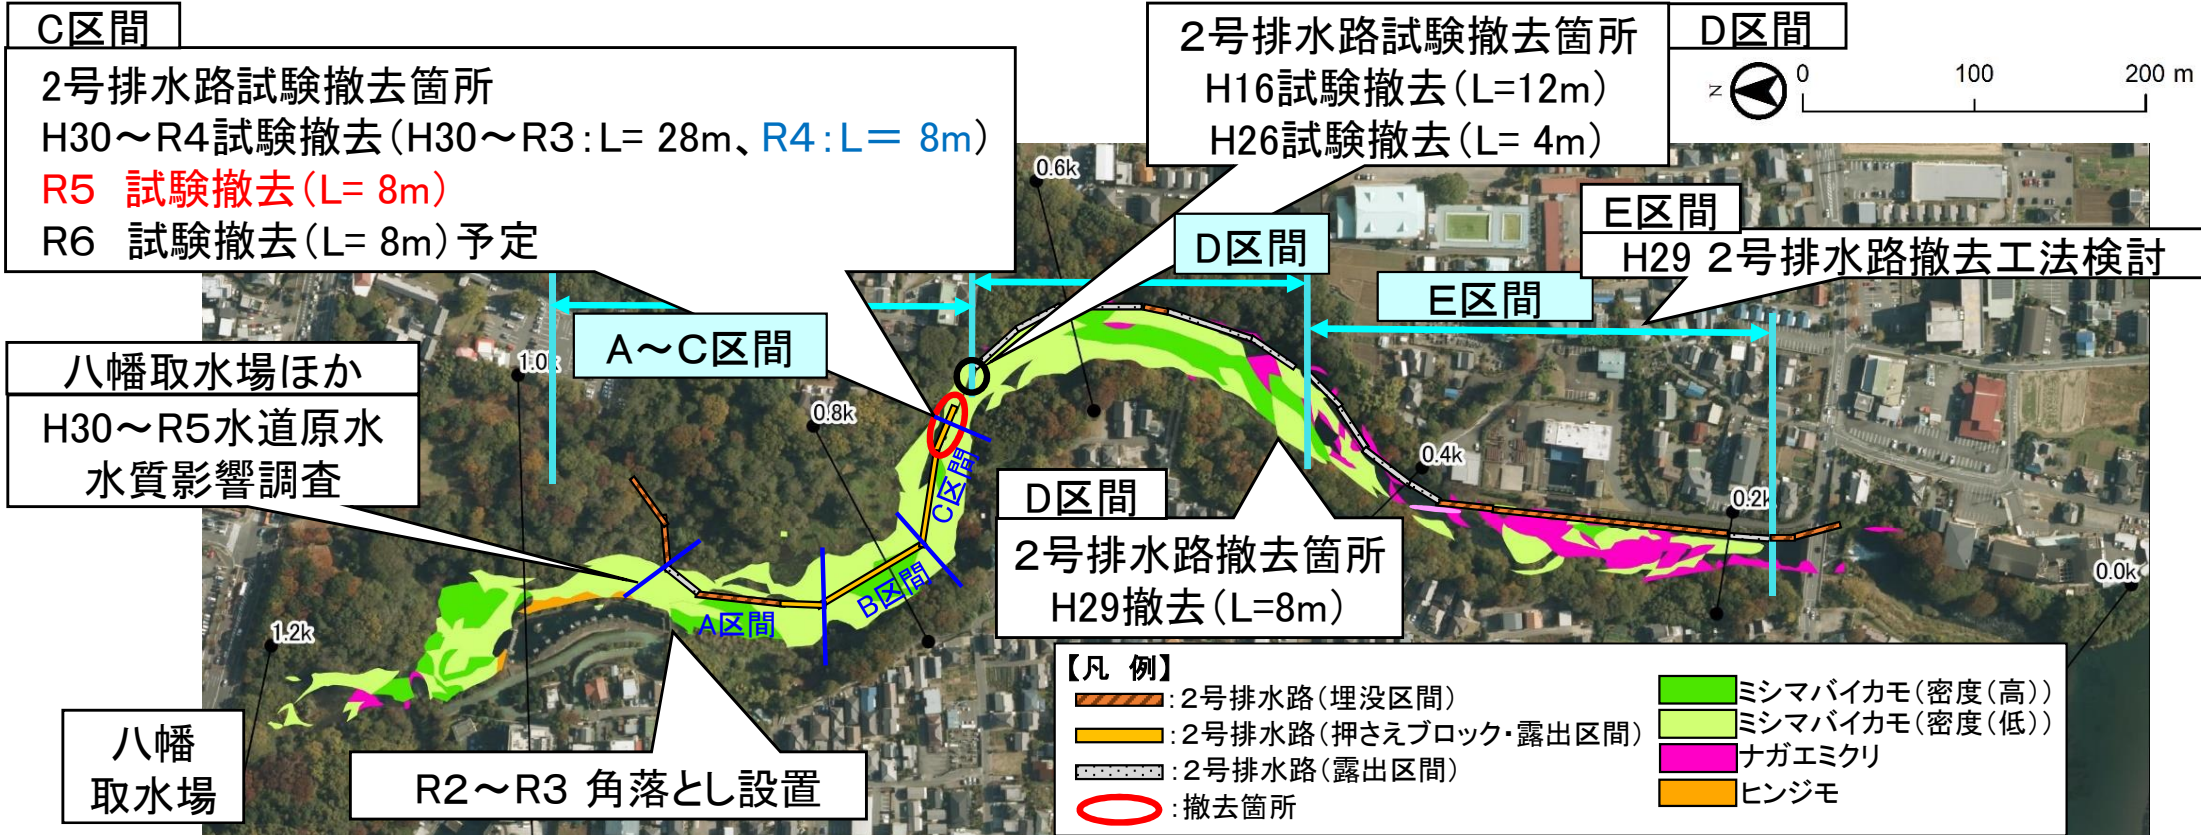 C区間
2号排水路試験撤去箇所
H30～R4試験撤去(H30～R3:L= 28m、R4:L＝ 8m)
R5 試験撤去(L= 8m)
R6 試験撤去(L= 8m)予定
2号排水路試験撤去箇所
H16試験撤去(L=12m)
H26試験撤去(L= 4m)
D区間
N
0 100 200 m
0.6k
D区間
E区間
H29 2号排水路撤去工法検討
E区間
A～C区間
1.0k
0.8k
八幡取水場ほか
H30～R5水道原水
水質影響調査
C区間
0.4k
D区間
2号排水路撤去箇所
H29撤去(L=8m)
0.2k
0.0k
B区間
A区間
1.2k
八幡
取水場
R2～R3 角落とし設置
【凡 例】
:2号排水路(埋没区間)
:2号排水路(押さえブロック・露出区間)
:2号排水路(露出区間)
:撤去箇所
ミシマバイカモ(密度(高))
ミシマバイカモ(密度(低))
ナガエミクリ
ヒンジモ